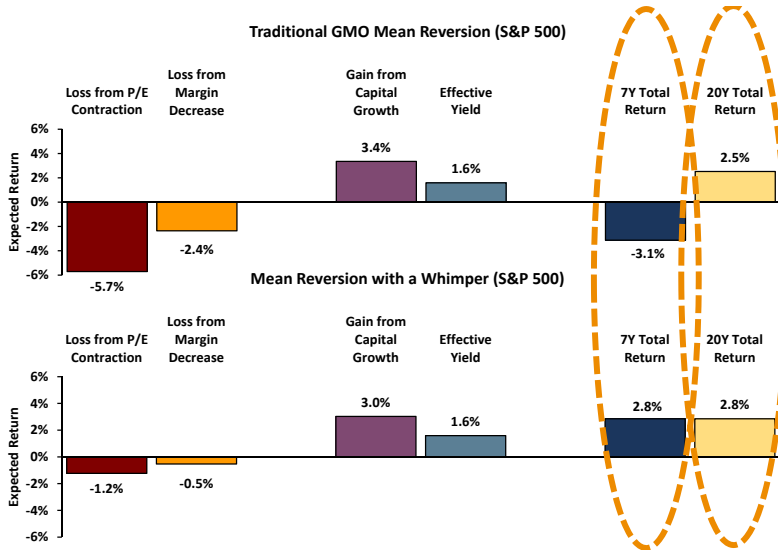 Traditional GMO Mean Reversion (S&P 500)
Loss from P/E
Contraction
Loss from
Margin
Decrease
Gain from
Capital
Growth
Effective
Yield
7Y Total
Return
20Y Total
Return
Expected Return
6%
4%
2%
0%
-2%
-4%
-6%
-5.7%
-2.4%
3.4%
1.6%
-3.1%
2.5%
Mean Reversion with a Whimper (S&P 500)
Loss from P/E
Contraction
Loss from
Margin
Decrease
Gain from
Capital
Growth
Effective
Yield
7Y Total
Return
20Y Total
Return
Expected Return
6%
4%
2%
0%
-2%
-4%
-6%
-1.2%
-0.5%
3.0%
1.6%
2.8%
2.8%